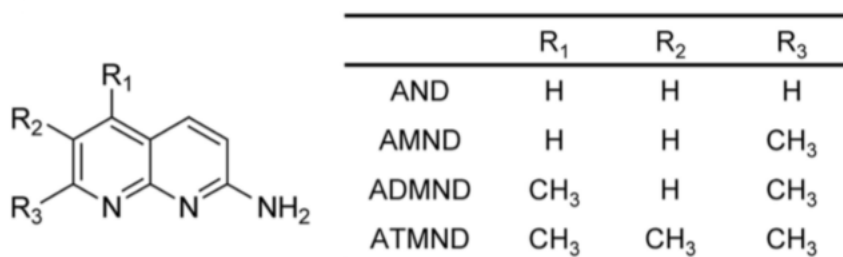 R₁
R₂
R₃
N
N
NH₂
R₁ R₂ R₃
AND H H H
AMND H H CH₃
ADMND CH₃ H CH₃
ATMND CH₃ CH₃ CH₃